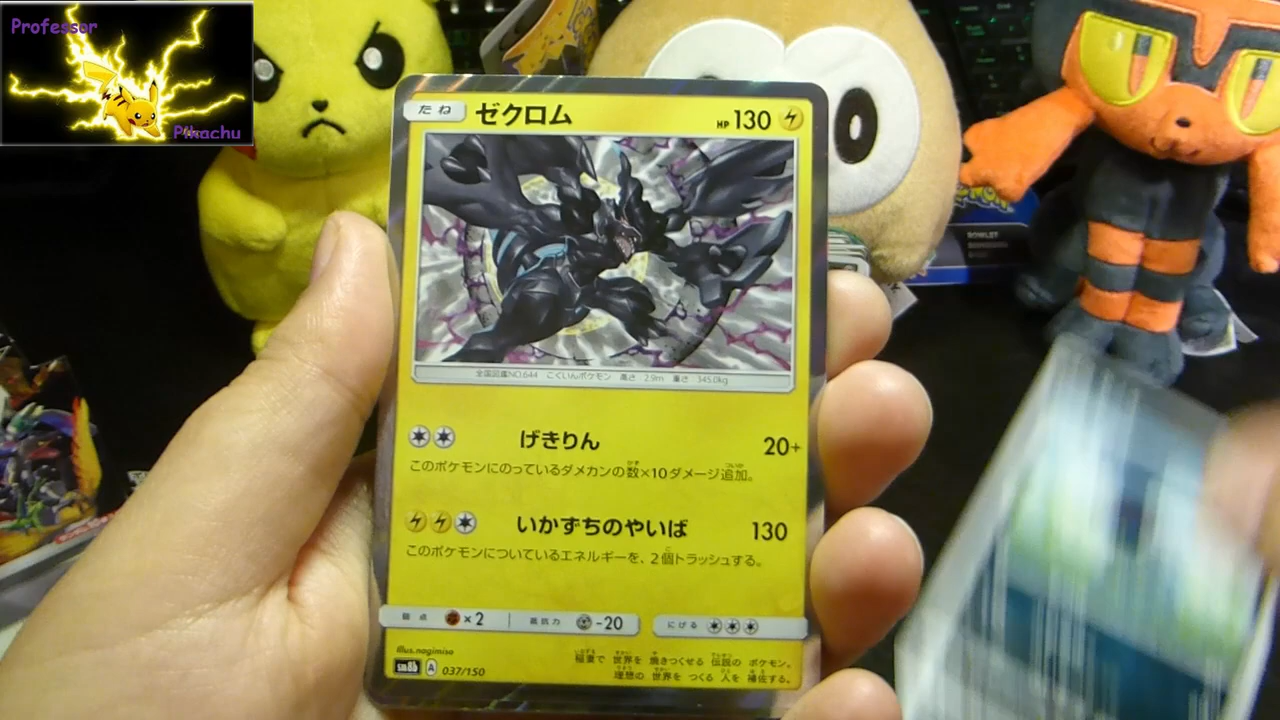 Professor
Pikachu
たね
ゼクロム
HP 130
全国図鑑NO.644 こくいんポケモン 高さ:2.9m 重さ:345.0kg
げきりん 20+
このポケモンにのっているダメカンの数×10ダメージ追加。
いかずちのやいば 130
このポケモンについているエネルギーを、2個トラッシュする。
弱点 ×2 抵抗力 -20 にげる
illus.nagimiso
稲妻で 世界を 焼きつくせる 伝説の ポケモン。
理想の 世界を つくる 人を 補佐する。
sm8b A 037/150
ROWLET